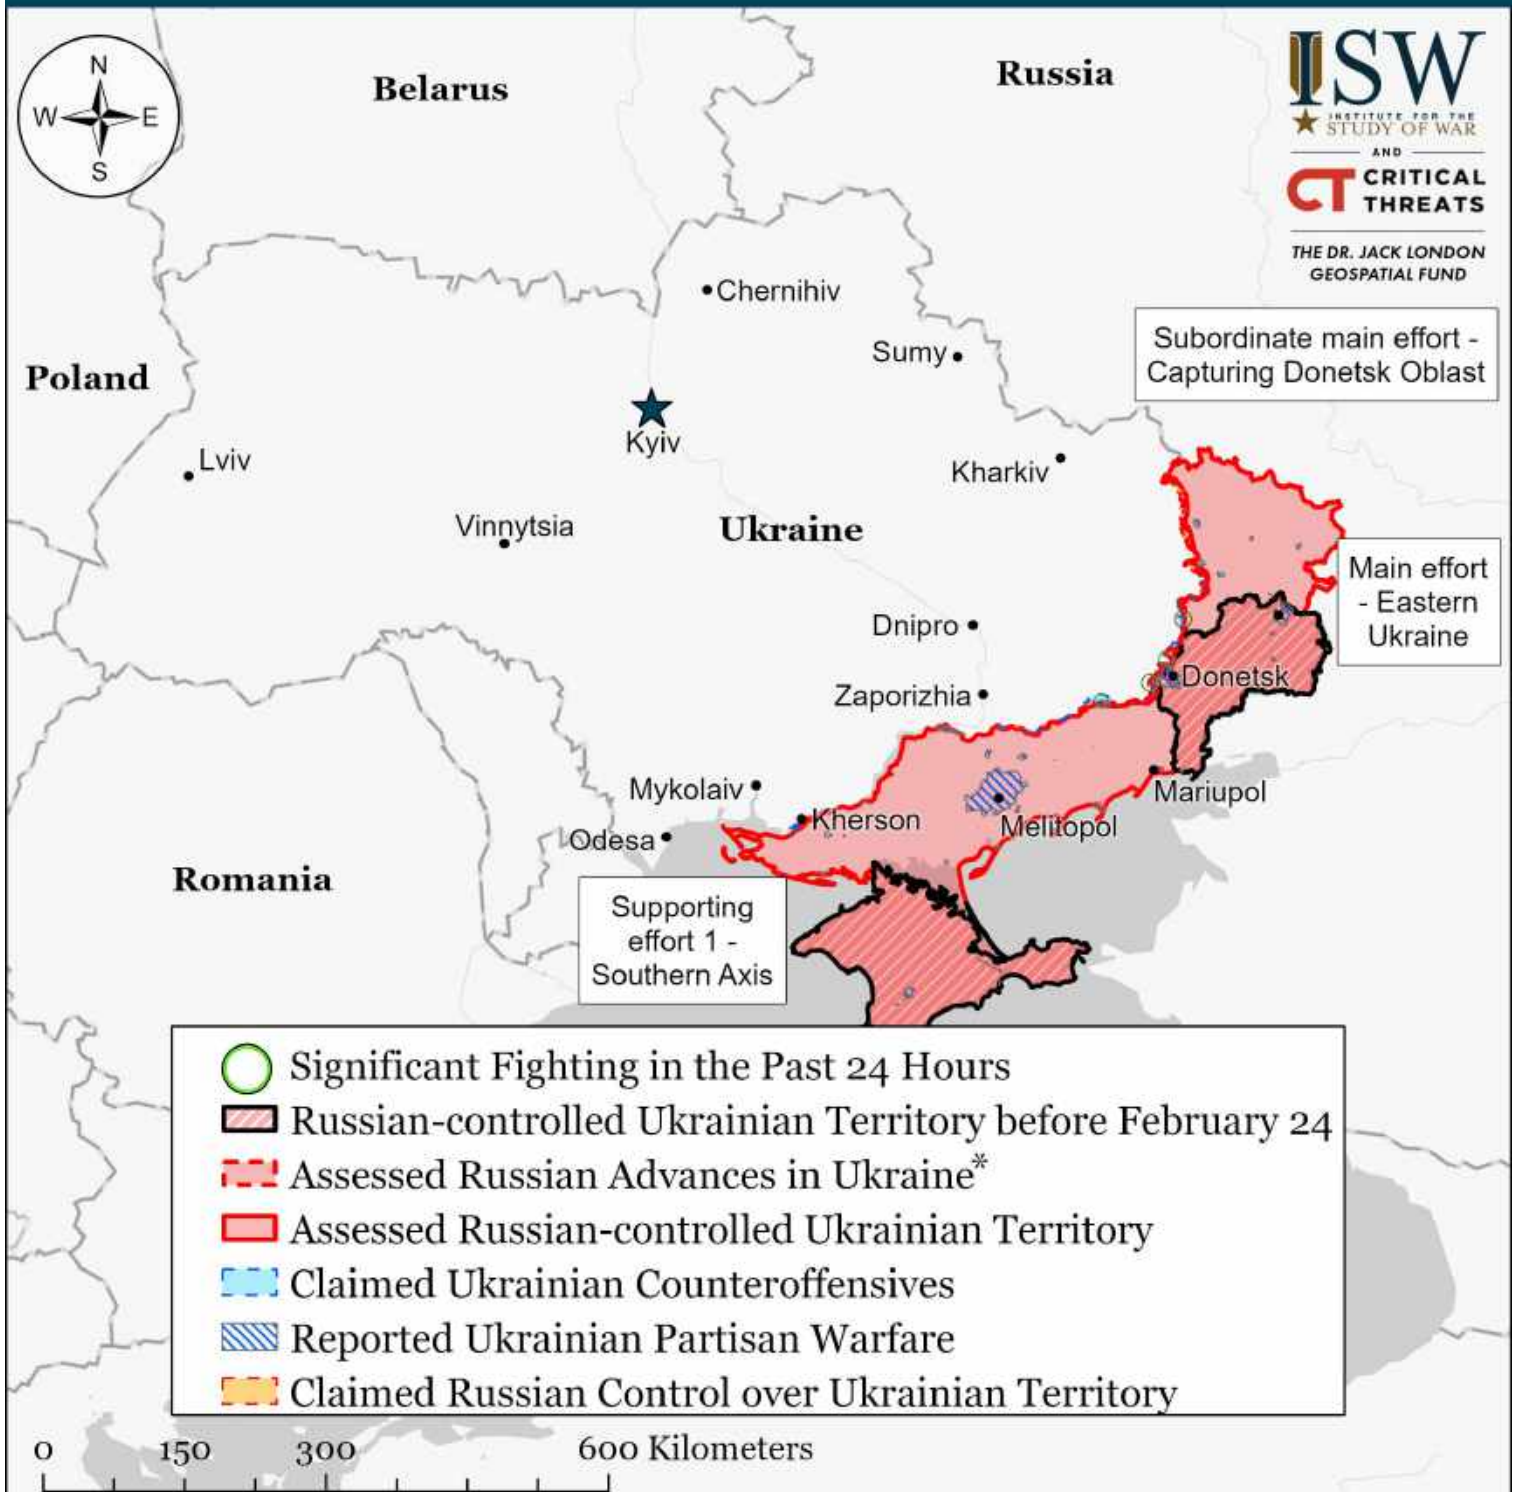 N
W
E
S
Belarus
Russia
ISW
INSTITUTE FOR THE
STUDY OF WAR
AND
CT CRITICAL
THREATS
THE DR. JACK LONDON
GEOSPATIAL FUND
Chernihiv
Subordinate main effort -
Capturing Donetsk Oblast
Sumy
Poland
Kyiv
Lviv
Kharkiv
Vinnytsia
Ukraine
Main effort
- Eastern
Ukraine
Dnipro
Donetsk
Zaporizhia
Mykolaiv
Mariupol
Kherson
Melitopol
Odesa
Romania
Supporting
effort 1 -
Southern Axis
Significant Fighting in the Past 24 Hours
Russian-controlled Ukrainian Territory before February 24
Assessed Russian Advances in Ukraine*
Assessed Russian-controlled Ukrainian Territory
Claimed Ukrainian Counteroffensives
Reported Ukrainian Partisan Warfare
Claimed Russian Control over Ukrainian Territory
0 150 300 600 Kilometers